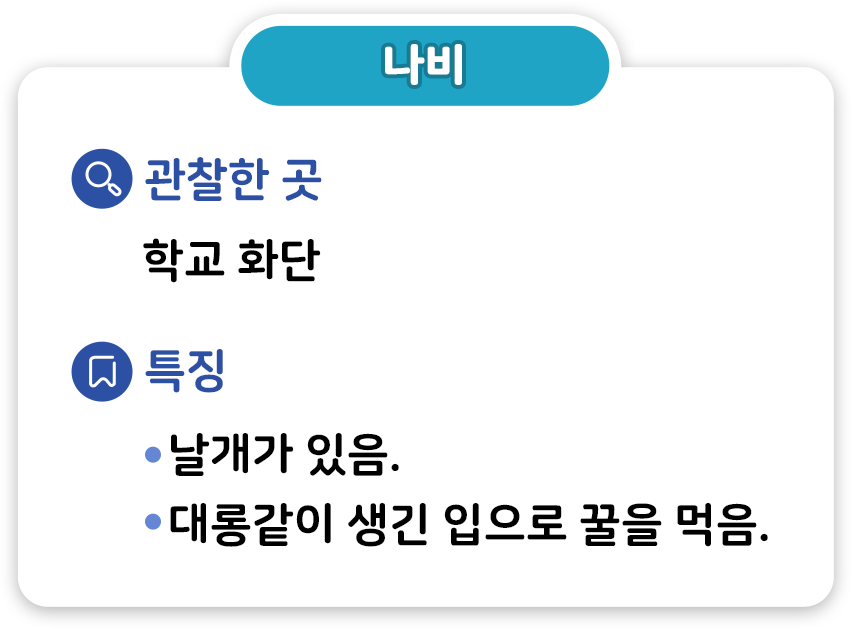 나비
관찰한 곳
학교 화단
특징
• 날개가 있음.
• 대롱같이 생긴 입으로 꿀을 먹음.